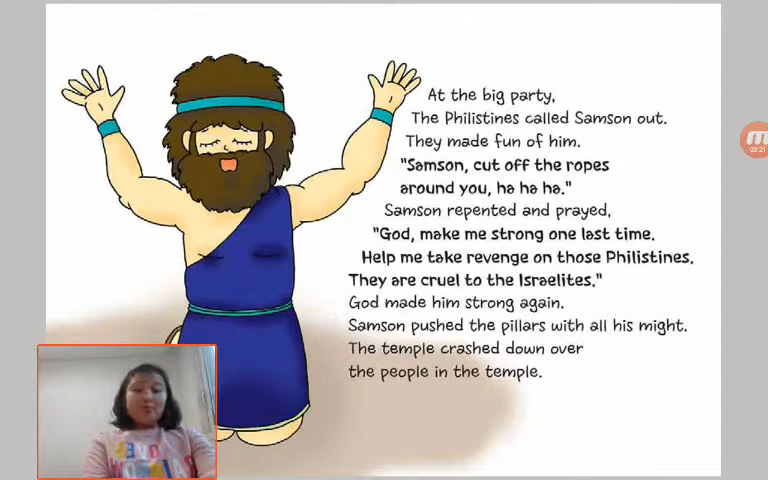 At the big party,
The Philistines called Samson out.
They made fun of him.
"Samson, cut off the ropes
around you, ha ha ha."
Samson repented and prayed,
"God, make me strong one last time.
Help me take revenge on those Philistines.
They are cruel to the Israelites."
God made him strong again.
Samson pushed the pillars with all his might.
The temple crashed down over
the people in the temple.
03:21